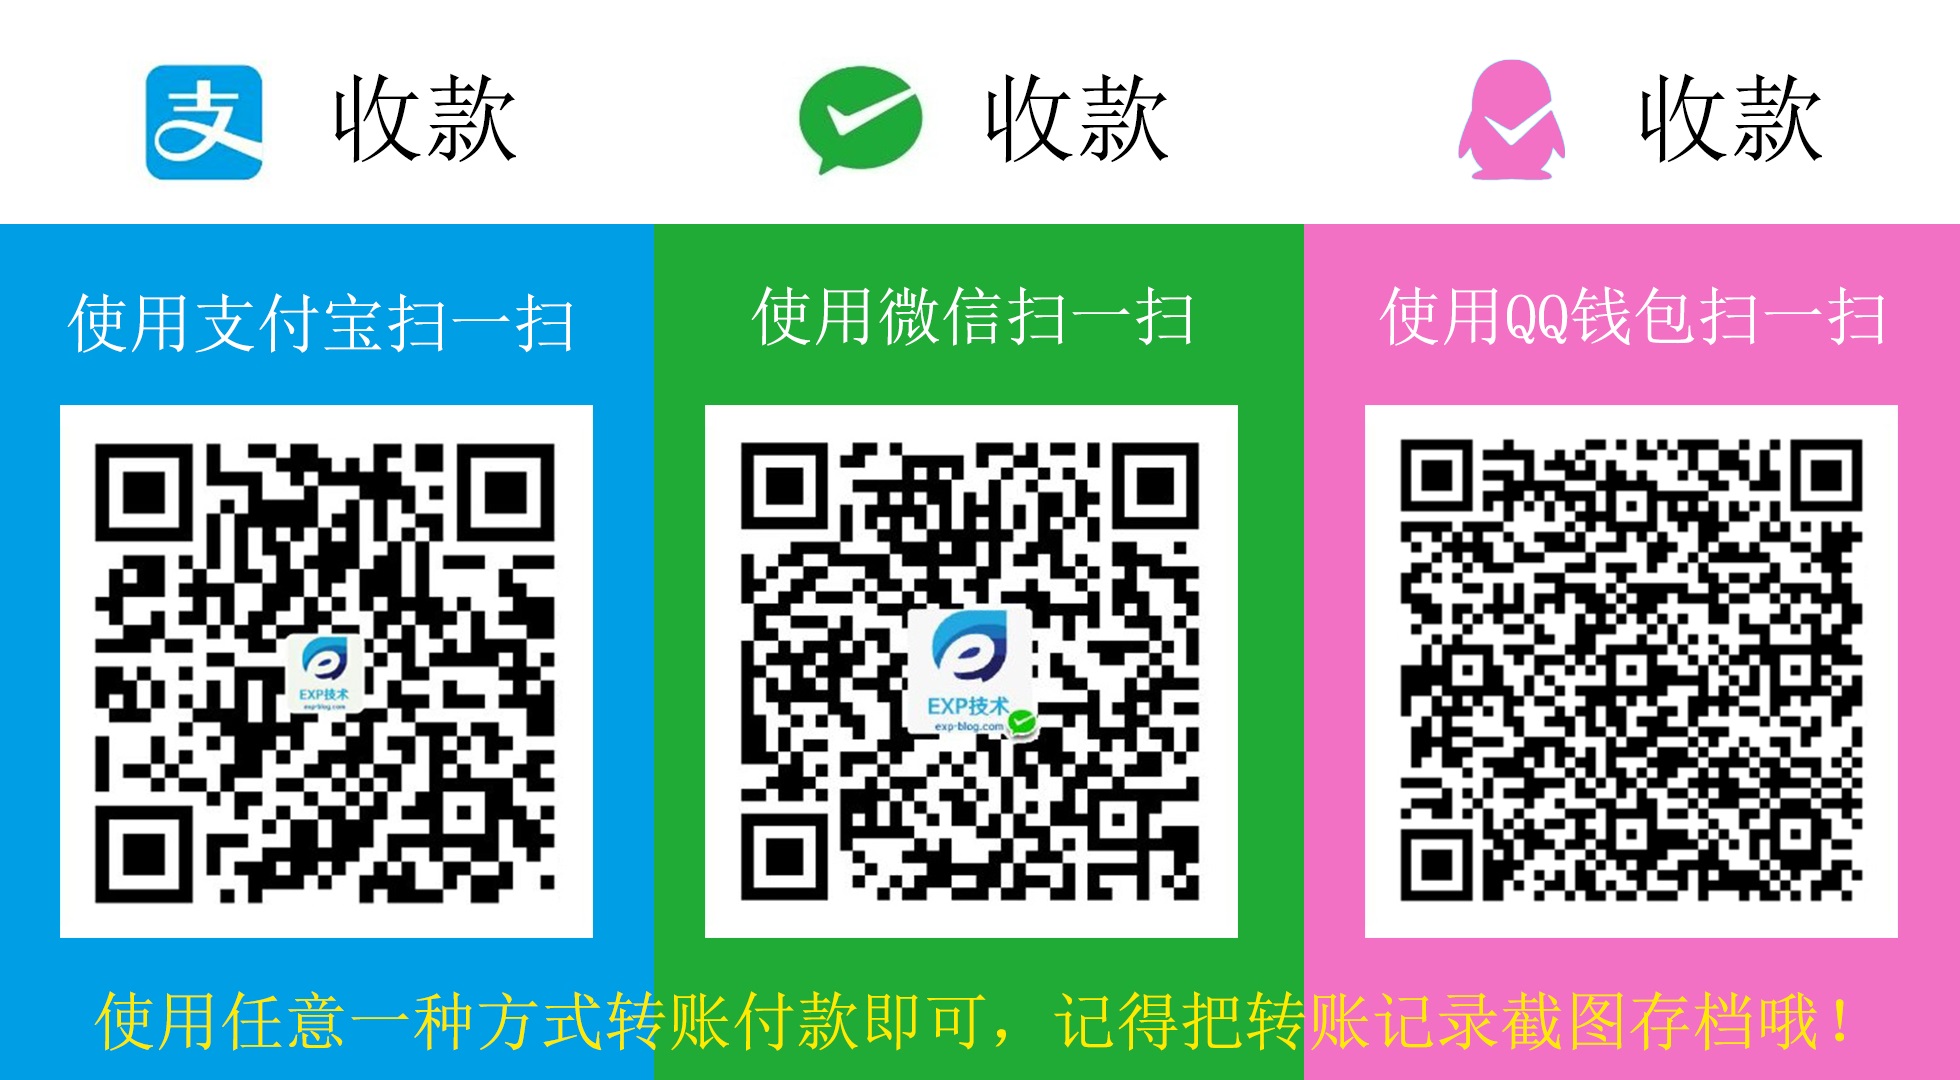 支 收款
收款
收款
使用支付宝扫一扫
使用微信扫一扫
使用QQ钱包扫一扫
EXP技术
exp-blog.com
EXP技术
exp-blog.com
使用任意一种方式转账付款即可，记得把转账记录截图存档哦！